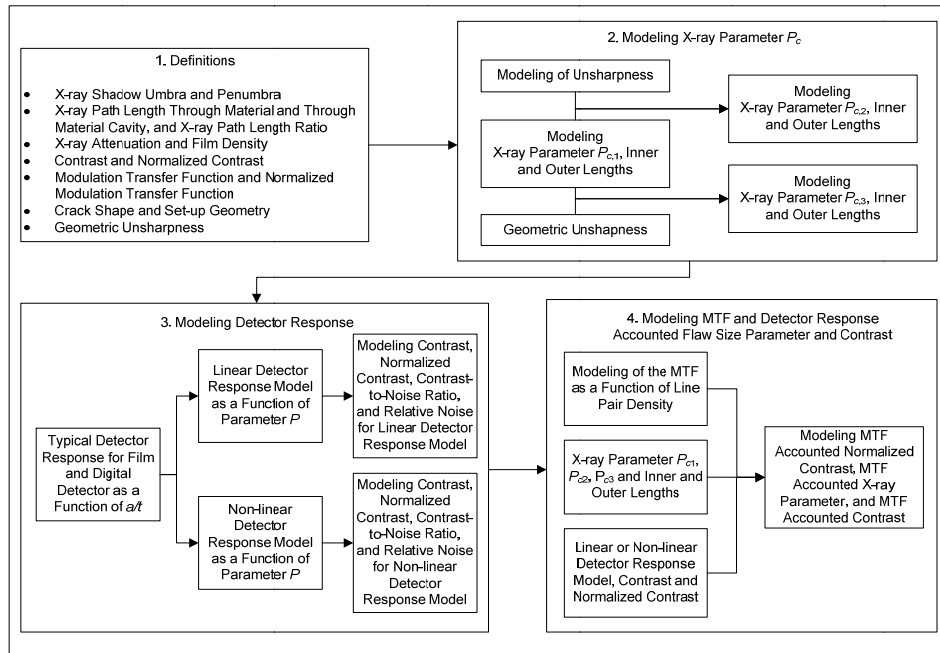 1. Definitions
• X-ray Shadow Umbra and Penumbra
• X-ray Path Length Through Material and Through
Material Cavity, and X-ray Path Length Ratio
• X-ray Attenuation and Film Density
• Contrast and Normalized Contrast
• Modulation Transfer Function and Normalized
Modulation Transfer Function
• Crack Shape and Set-up Geometry
• Geometric Unsharpness
2. Modeling X-ray Parameter Pc
Modeling of Unsharpness
Modeling
X-ray Parameter Pc,1, Inner
and Outer Lengths
Geometric Unshapness
Modeling
X-ray Parameter Pc,2, Inner
and Outer Lengths
Modeling
X-ray Parameter Pc,3, Inner
and Outer Lengths
3. Modeling Detector Response
Typical Detector
Response for Film
and Digital
Detector as a
Function of a/t
Linear Detector
Response Model
as a Function of
Parameter P
Modeling Contrast,
Normalized
Contrast, Contrast-
to-Noise Ratio,
and Relative Noise
for Linear Detector
Response Model
Non-linear
Detector
Response Model
as a Function of
Parameter P
Modeling Contrast,
Normalized
Contrast, Contrast-
to-Noise Ratio,
and Relative Noise
for Non-linear
Detector
Response Model
4. Modeling MTF and Detector Response
Accounted Flaw Size Parameter and Contrast
Modeling of the MTF
as a Function of Line
Pair Density
X-ray Parameter Pc1,
Pc2, Pc3 and Inner and
Outer Lengths
Linear or Non-linear
Detector Response
Model, Contrast and
Normalized Contrast
Modeling MTF
Accounted Normalized
Contrast, MTF
Accounted X-ray
Parameter, and MTF
Accounted Contrast